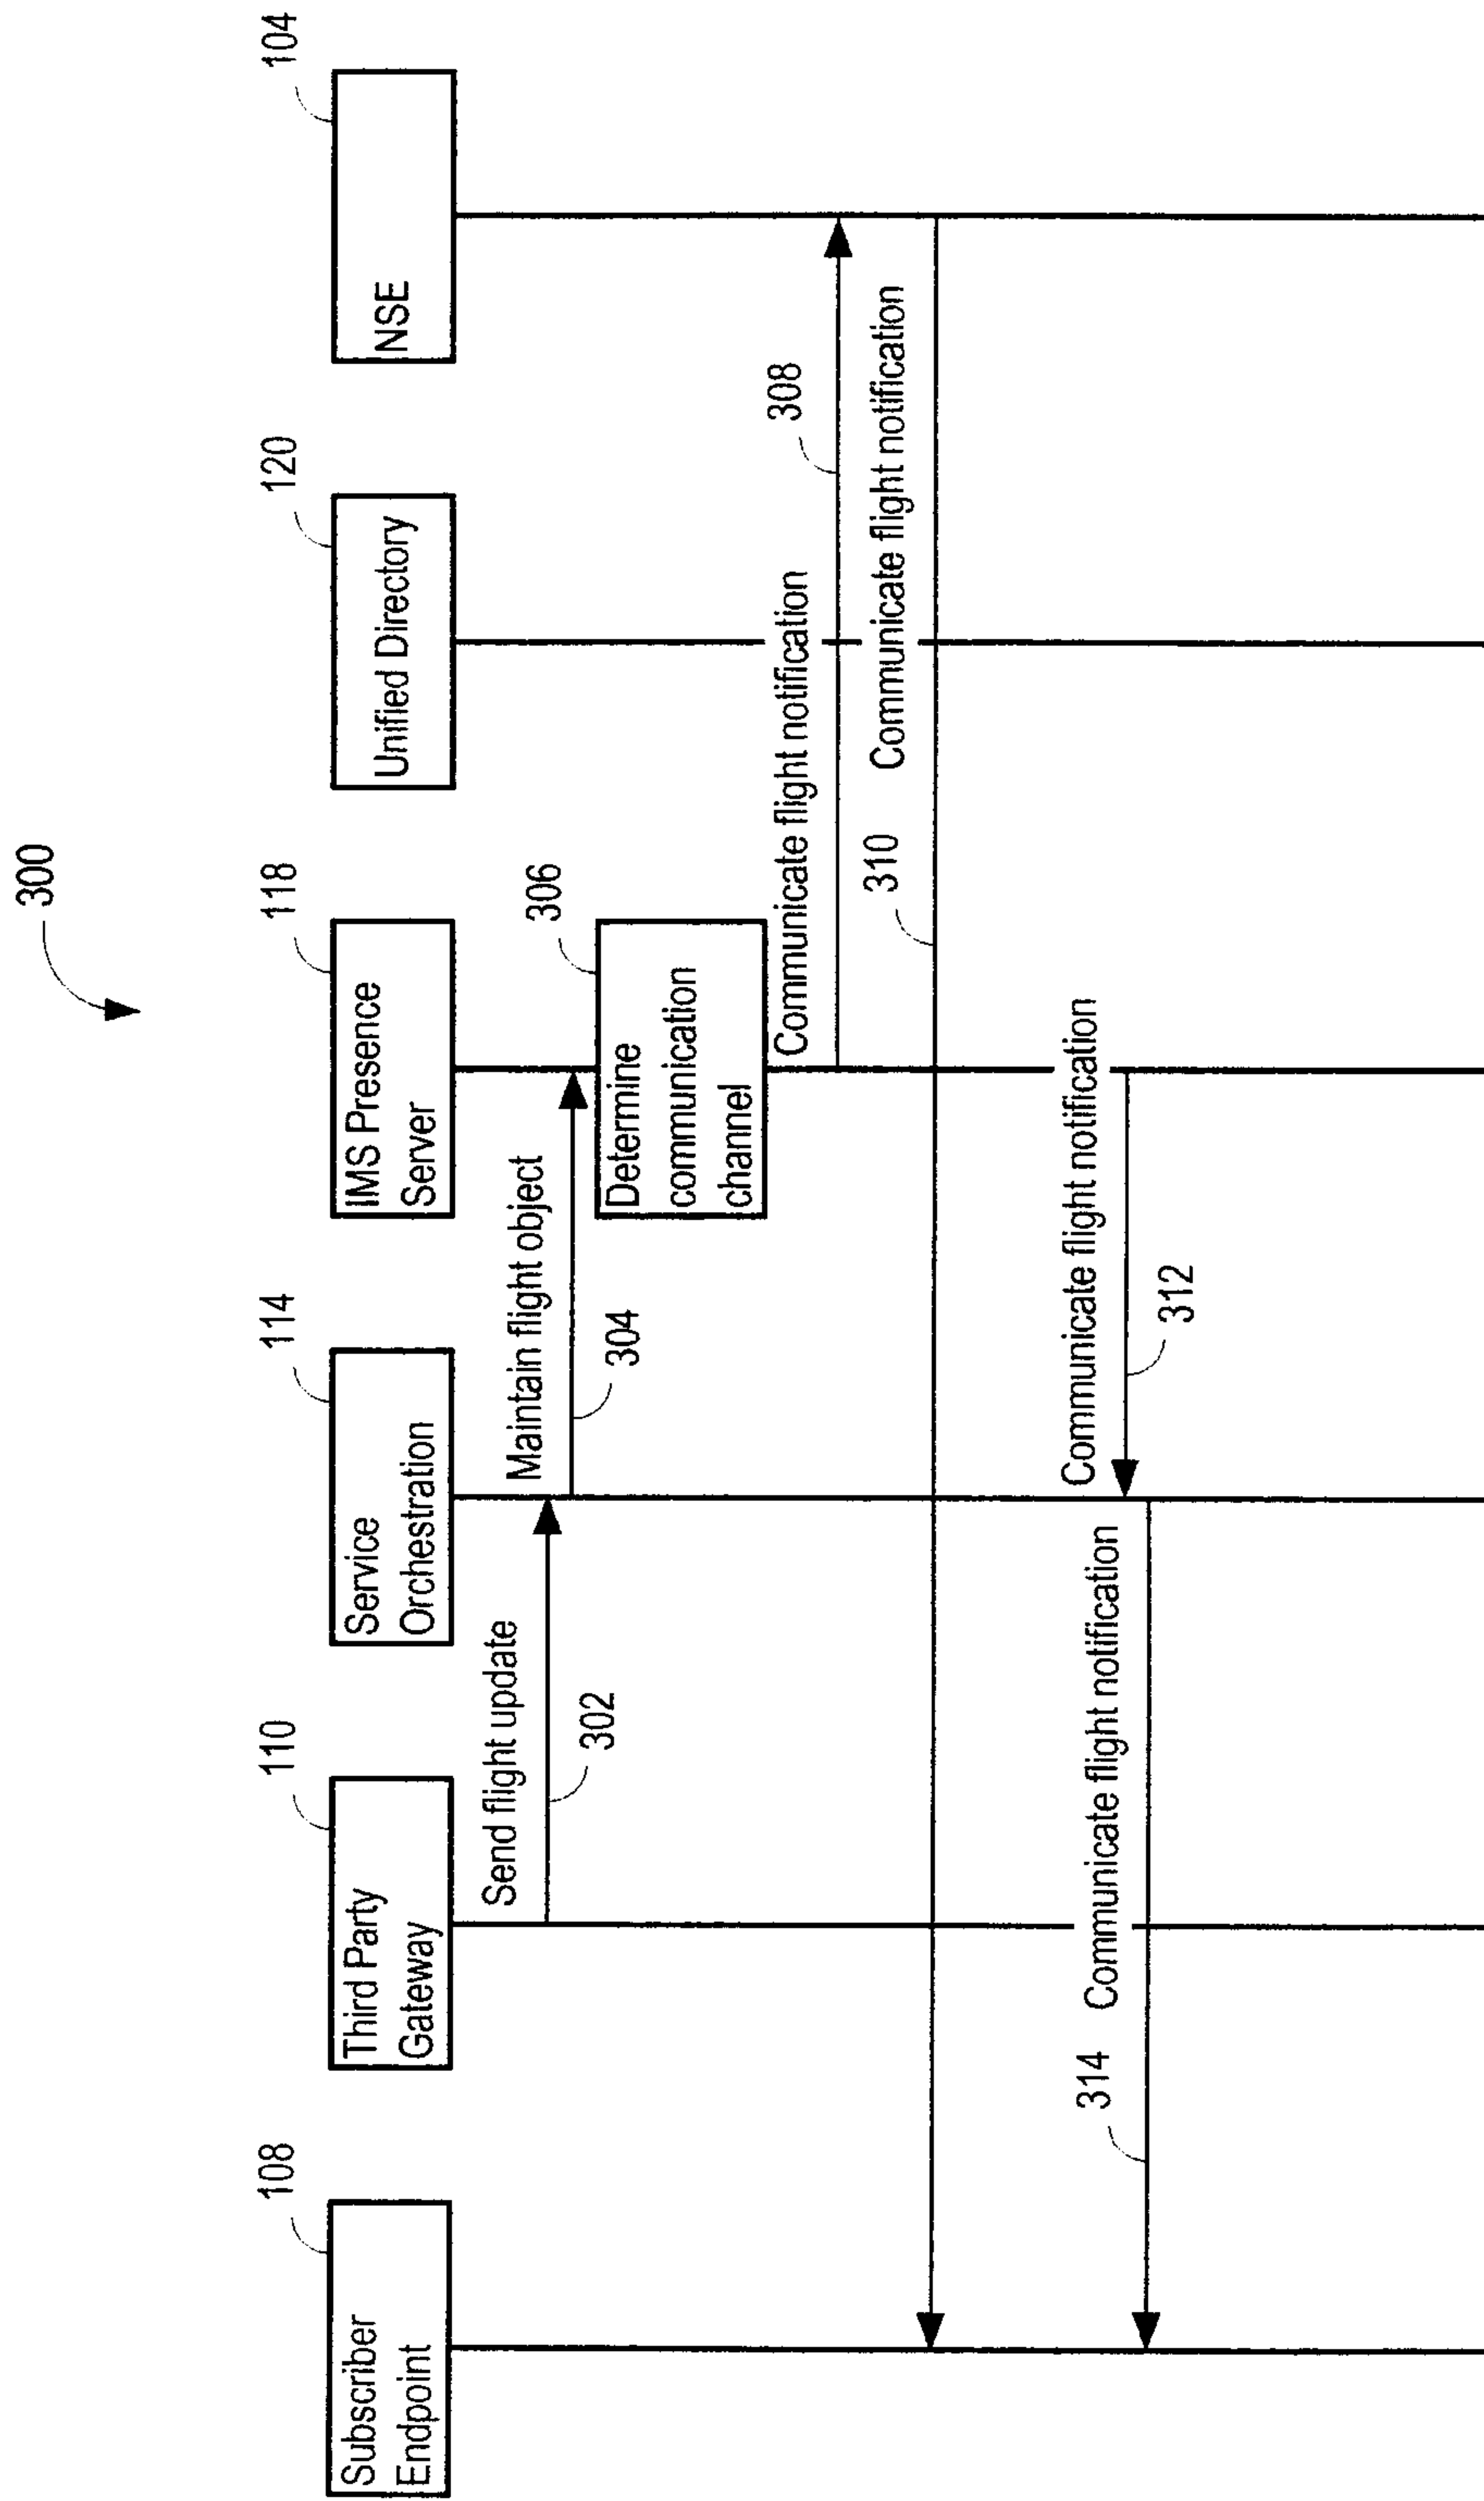 300
108
110
114
118
120
104
Subscriber
Endpoint
Third Party
Gateway
Service
Orchestration
IMS Presence
Server
Unified Directory
NSE
Send flight update
302
Maintain flight object
304
306
Determine
communication
channel
Communicate flight notification
308
310
Communicate flight notification
Communicate flight notification
312
314
Communicate flight notification